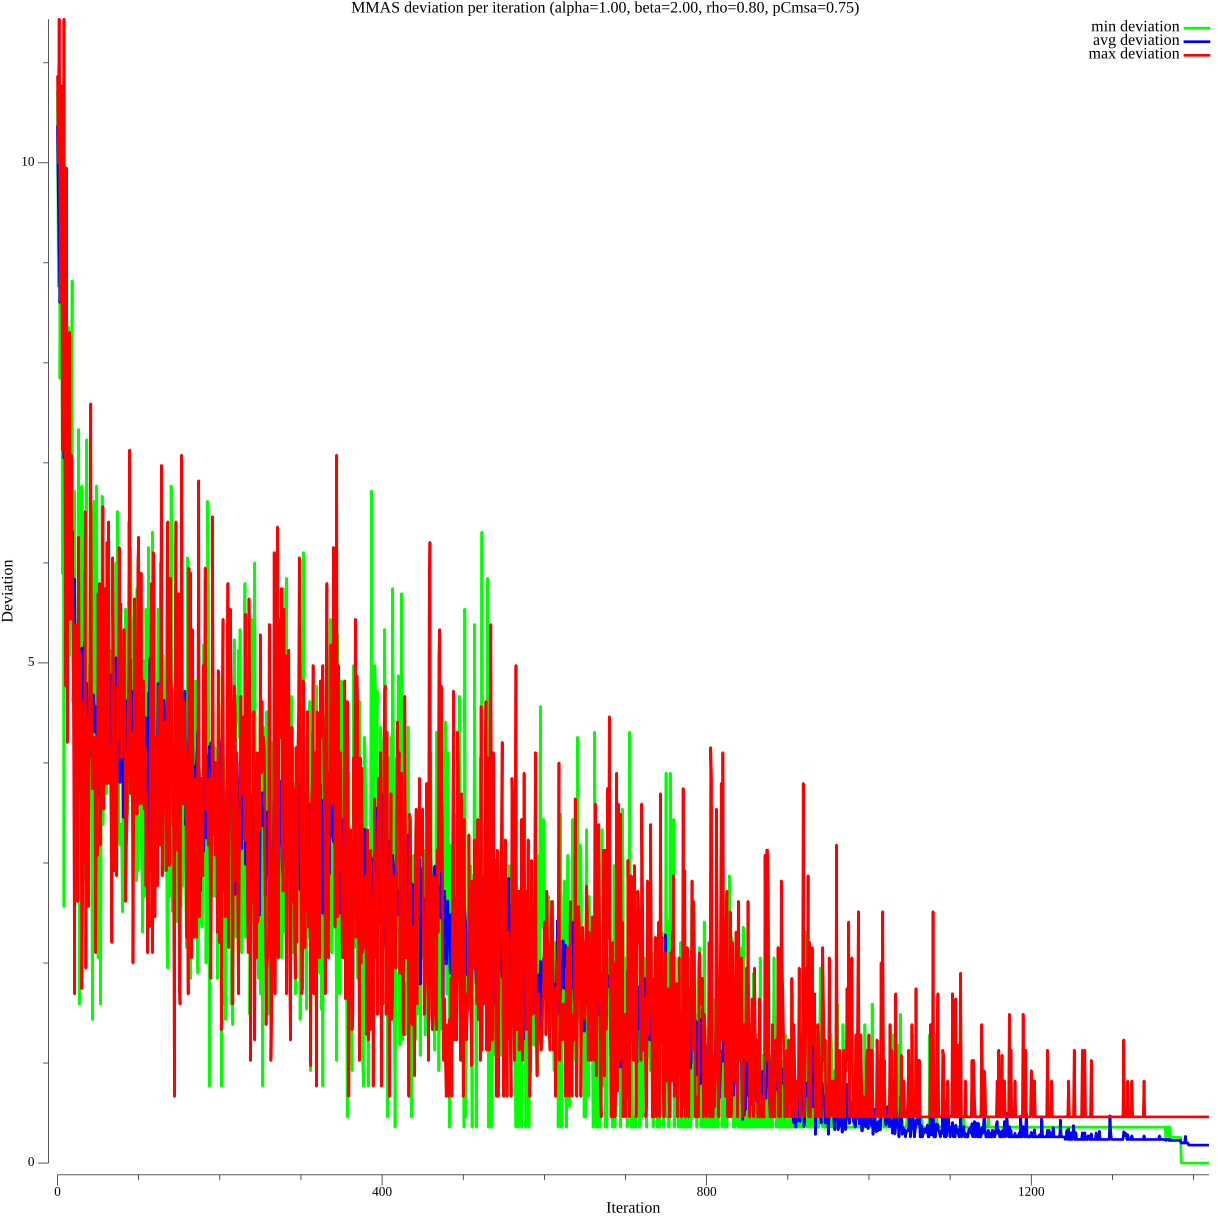 MMAS deviation per iteration (alpha=1.00, beta=2.00, rho=0.80, pCmsa=0.75)
min deviation
avg deviation
max deviation
10
5
0
Deviation
0
400
800
1200
Iteration